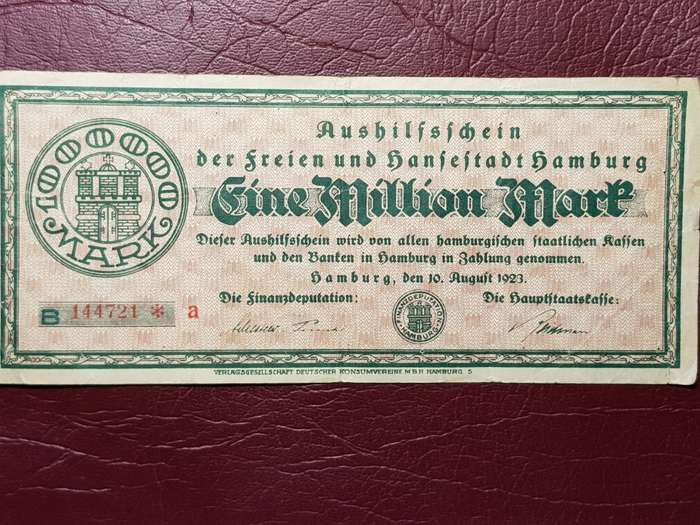 1000000
MARK
Aushilfsschein
der Freien und Hansestadt Hamburg
Eine Million Mark
Dieser Aushilfsschein wird von allen hamburgischen staatlichen Kassen
und den Banken in Hamburg in Zahlung genommen.
Hamburg, den 10. August 1923.
Die Finanzdeputation:
Die Hauptstaatskasse:
B 144721 * a
FINANZDEPUTATION
HAMBURG
VERLAGSGESELLSCHAFT DEUTSCHER KONSUMVEREINE M.B.H. HAMBURG 5